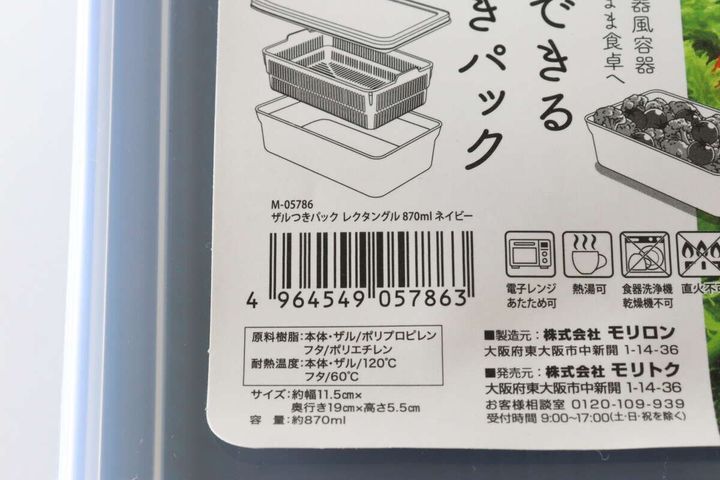 器風容器
まま食卓へ
できる
きパック
M-05786
ザルつきパック レクタングル 870ml ネイビー
4 964549 057863
電子レンジ
あたため可
熱湯可
食器洗浄機
乾燥機不可
直火不可
原料樹脂:本体・ザル/ポリプロピレン
フタ/ポリエチレン
耐熱温度:本体・ザル/120℃
フタ/60℃
サイズ:約幅11.5㎝×
奥行き19㎝×高さ5.5㎝
容 量:約870ml
■製造元:株式会社 モリロン
大阪府東大阪市中新開 1-14-36
■発売元:株式会社 モリトク
大阪府東大阪市中新開 1-14-36
お客様相談室 0120-109-939
受付時間 9:00~17:00(土・日・祝を除く)